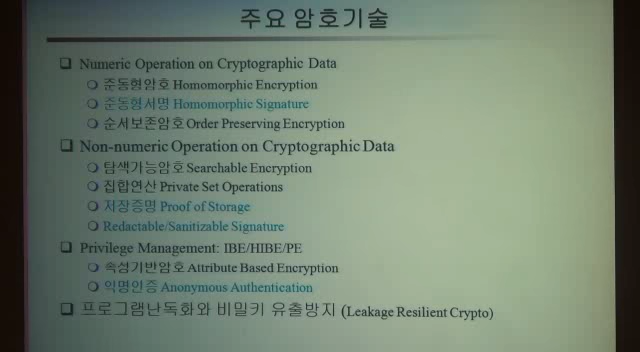 주요 암호기술
❑ Numeric Operation on Cryptographic Data
❍ 준동형암호 Homomorphic Encryption
❍ 준동형서명 Homomorphic Signature
❍ 순서보존암호 Order Preserving Encryption
❑ Non-numeric Operation on Cryptographic Data
❍ 탐색가능암호 Searchable Encryption
❍ 집합연산 Private Set Operations
❍ 저장증명 Proof of Storage
❍ Redactable/Sanitizable Signature
❑ Privilege Management: IBE/HIBE/PE
❍ 속성기반암호 Attribute Based Encryption
❍ 익명인증 Anonymous Authentication
❑ 프로그램난독화와 비밀키 유출방지 (Leakage Resilient Crypto)